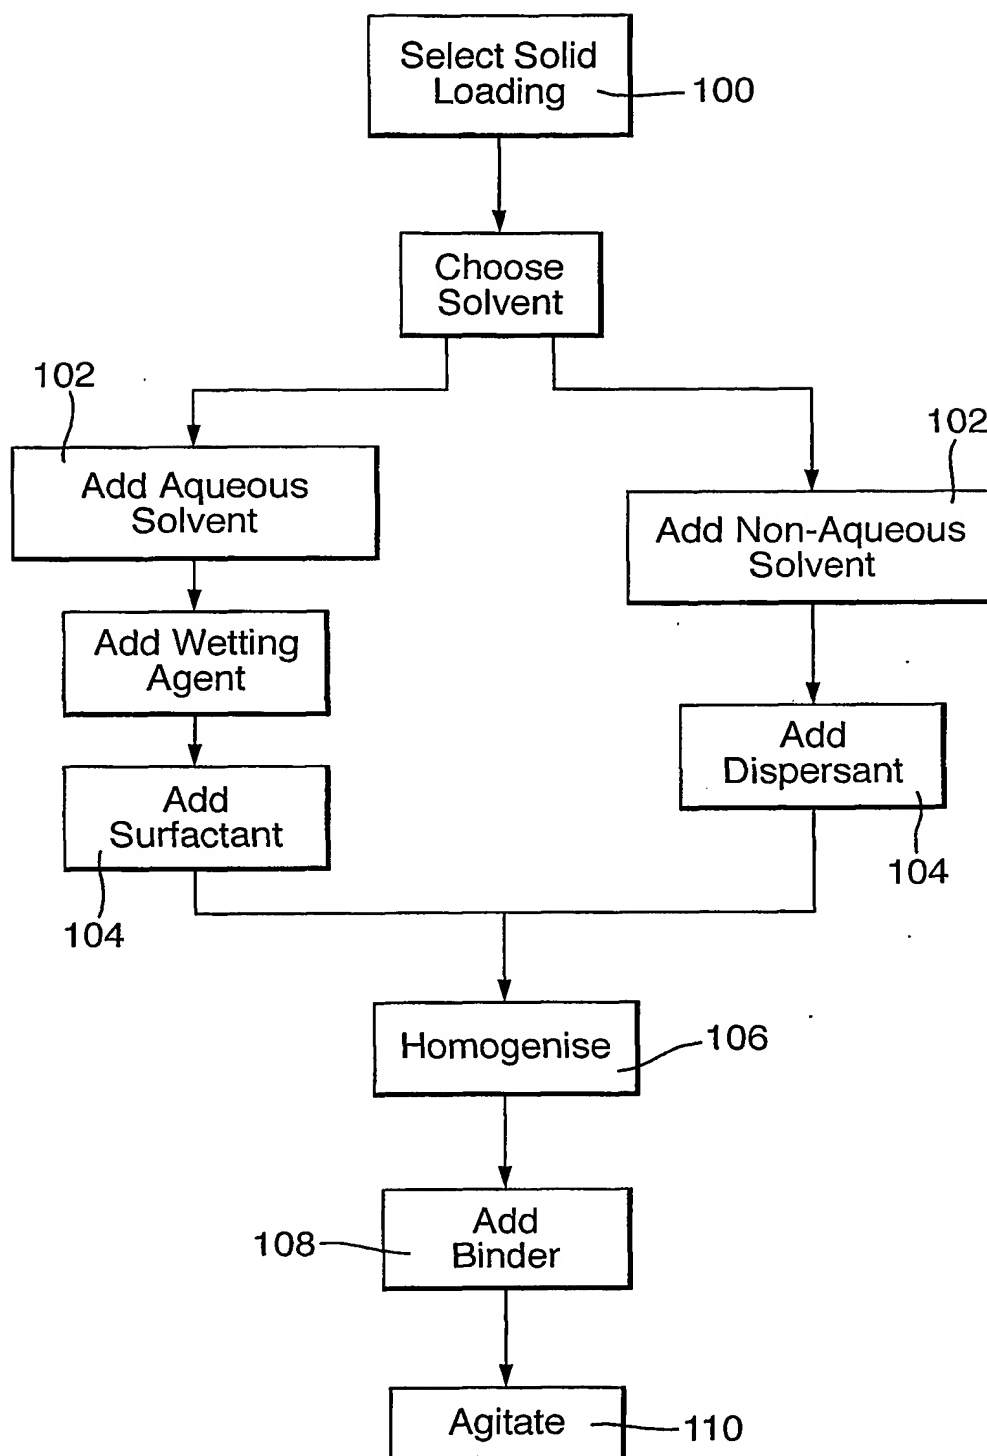 Select Solid
Loading
100
Choose
Solvent
102
Add Aqueous
Solvent
102
Add Non-Aqueous
Solvent
Add Wetting
Agent
Add
Surfactant
104
Add
Dispersant
104
Homogenise
106
108
Add
Binder
Agitate
110